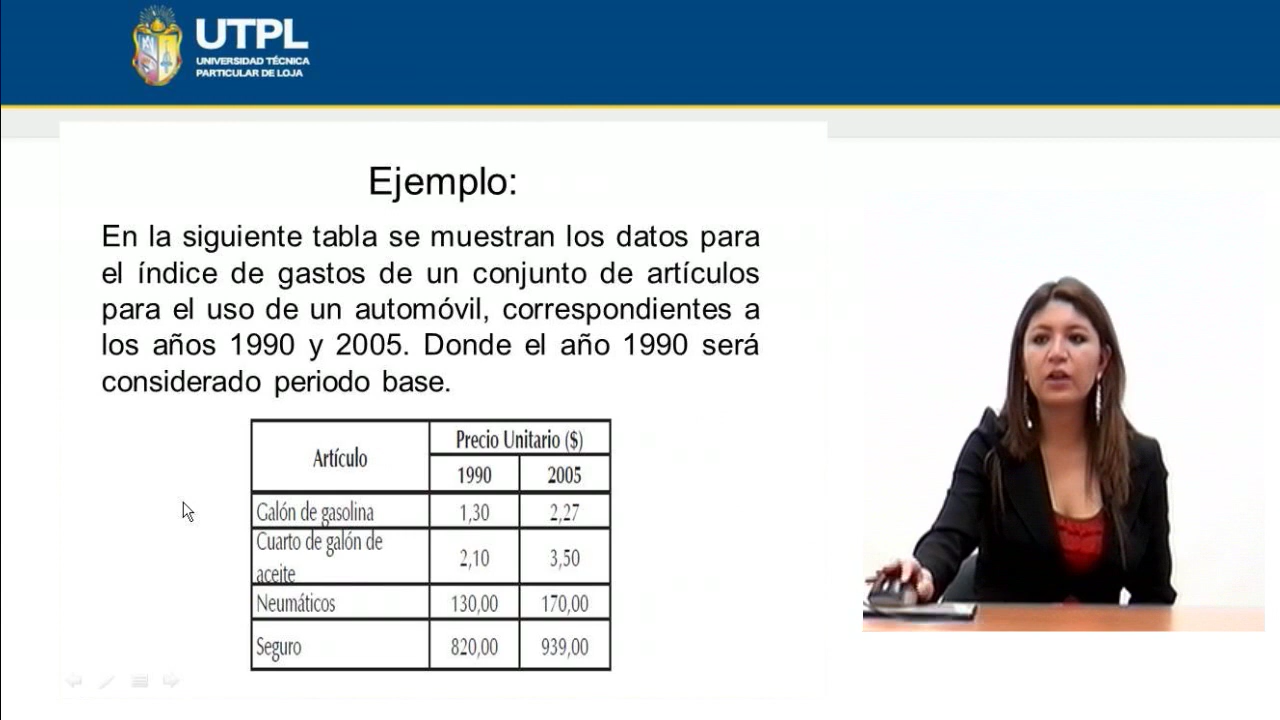 UTPL
UNIVERSIDAD TÉCNICA
PARTICULAR DE LOJA
Ejemplo:
En la siguiente tabla se muestran los datos para
el índice de gastos de un conjunto de artículos
para el uso de un automóvil, correspondientes a
los años 1990 y 2005. Donde el año 1990 será
considerado periodo base.
Artículo
Precio Unitario ($)
1990 2005
Galón de gasolina 1,30 2,27
Cuarto de galón de
aceite 2,10 3,50
Neumáticos 130,00 170,00
Seguro 820,00 939,00